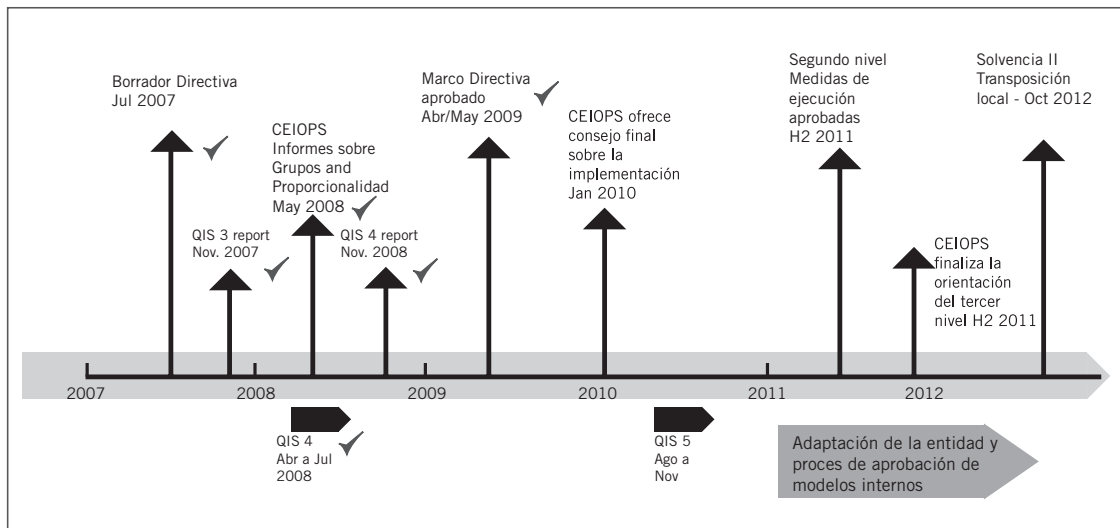 Borrador Directiva
Jul 2007
QIS 3 report
Nov. 2007
CEIOPS
Informes sobre
Grupos and
Proporcionalidad
May 2008
QIS 4 report
Nov. 2008
Marco Directiva
aprobado
Abr/May 2009
CEIOPS ofrece
consejo final
sobre la
implementación
Jan 2010
Segundo nivel
Medidas de
ejecución
aprobadas
H2 2011
CEIOPS
finaliza la
orientación
del tercer
nivel H2 2011
Solvencia II
Transposición
local - Oct 2012
2007
2008
2009
2010
2011
2012
QIS 4
Abr a Jul
2008
QIS 5
Ago a
Nov
Adaptación de la entidad y
proces de aprobación de
modelos internos